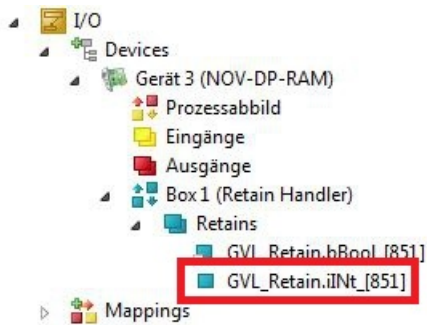 I/O
Devices
Gerät 3 (NOV-DP-RAM)
Prozessabbild
Eingänge
Ausgänge
Box 1 (Retain Handler)
Retains
GVL_Retain.bBool_[851]
GVL_Retain.iINt_[851]
Mappings